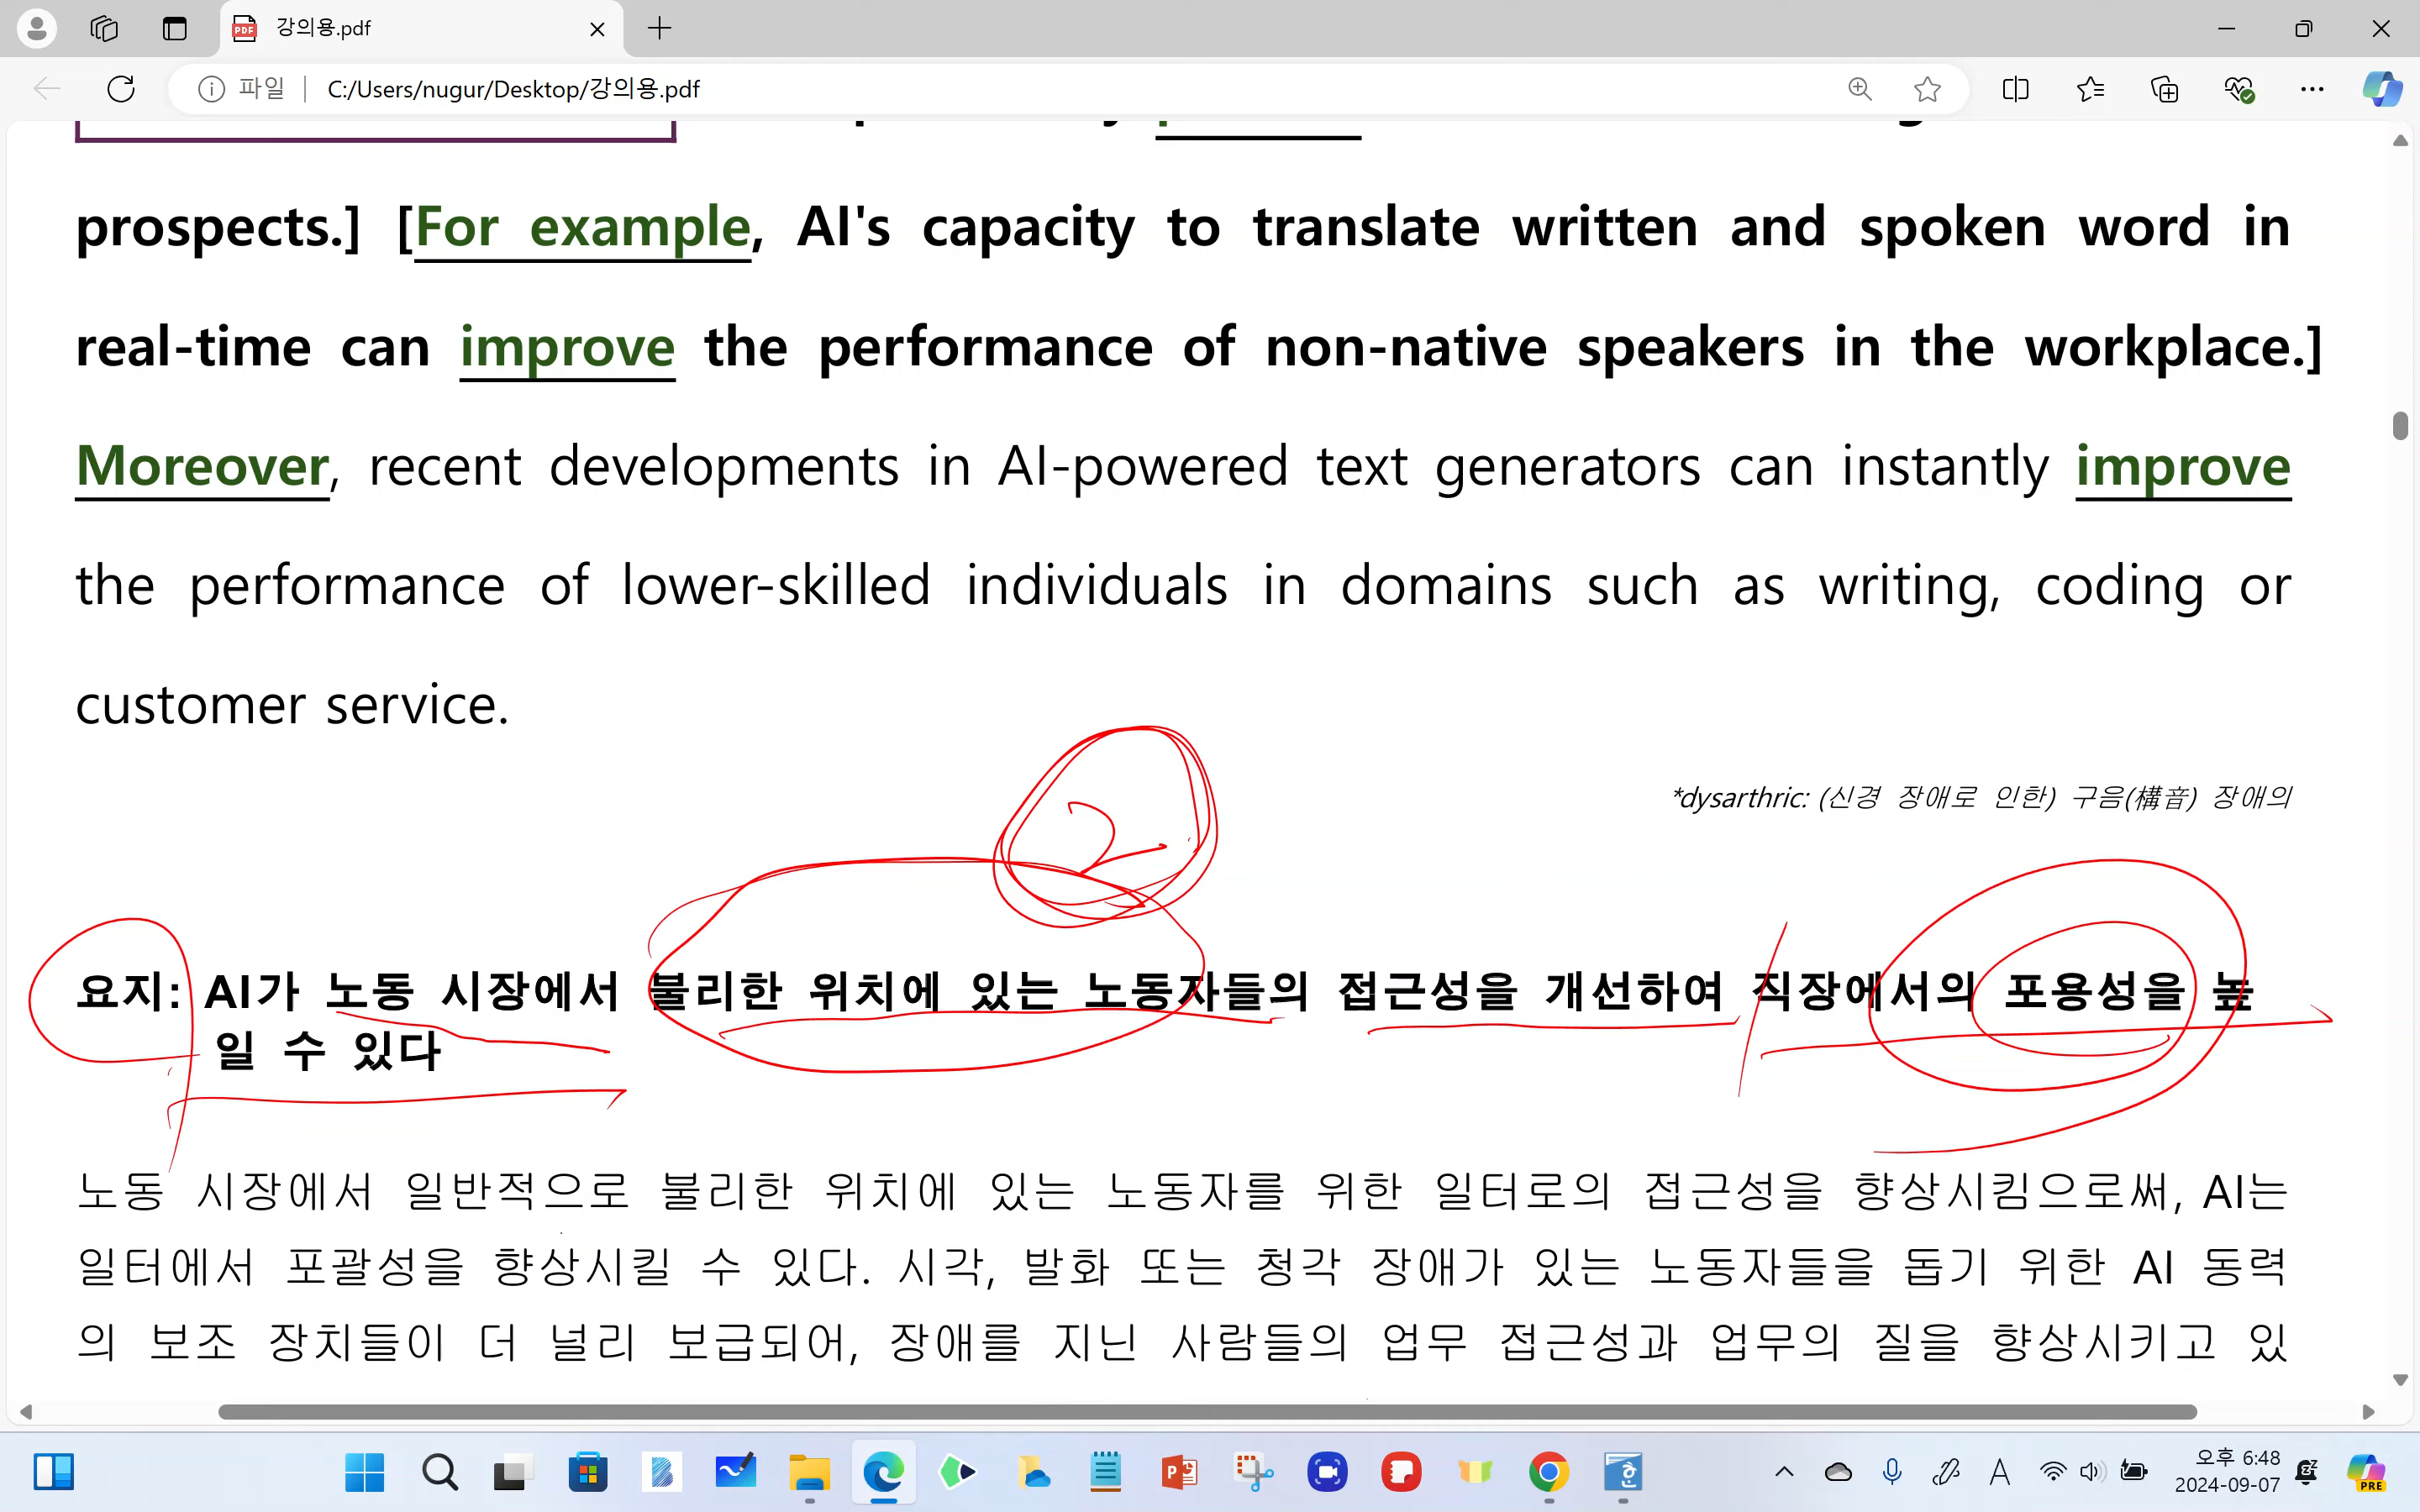 강의용.pdf
파일 C:/Users/nugur/Desktop/강의용.pdf
prospects.] [For example, AI's capacity to translate written and spoken word in
real-time can improve the performance of non-native speakers in the workplace.]
Moreover, recent developments in AI-powered text generators can instantly improve
the performance of lower-skilled individuals in domains such as writing, coding or
customer service.
2
*dysarthric: (신경 장애로 인한) 구음(構音) 장애의
요지: AI가 노동 시장에서 불리한 위치에 있는 노동자들의 접근성을 개선하여 직장에서의 포용성을 높
일 수 있다
노동 시장에서 일반적으로 불리한 위치에 있는 노동자를 위한 일터로의 접근성을 향상시킴으로써, AI는
일터에서 포괄성을 향상시킬 수 있다. 시각, 발화 또는 청각 장애가 있는 노동자들을 돕기 위한 AI 동력
의 보조 장치들이 더 널리 보급되어, 장애를 지닌 사람들의 업무 접근성과 업무의 질을 향상시키고 있
오후 6:48
2024-09-07